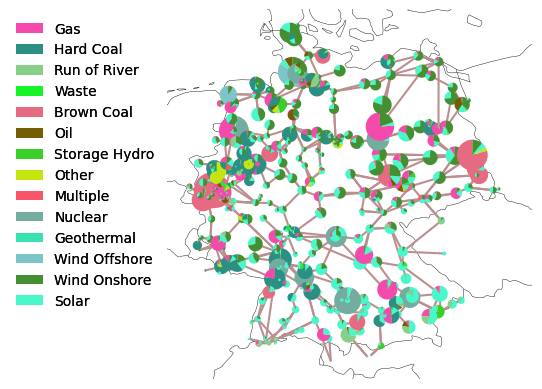 Gas
Hard Coal
Run of River
Waste
Brown Coal
Oil
Storage Hydro
Other
Multiple
Nuclear
Geothermal
Wind Offshore
Wind Onshore
Solar